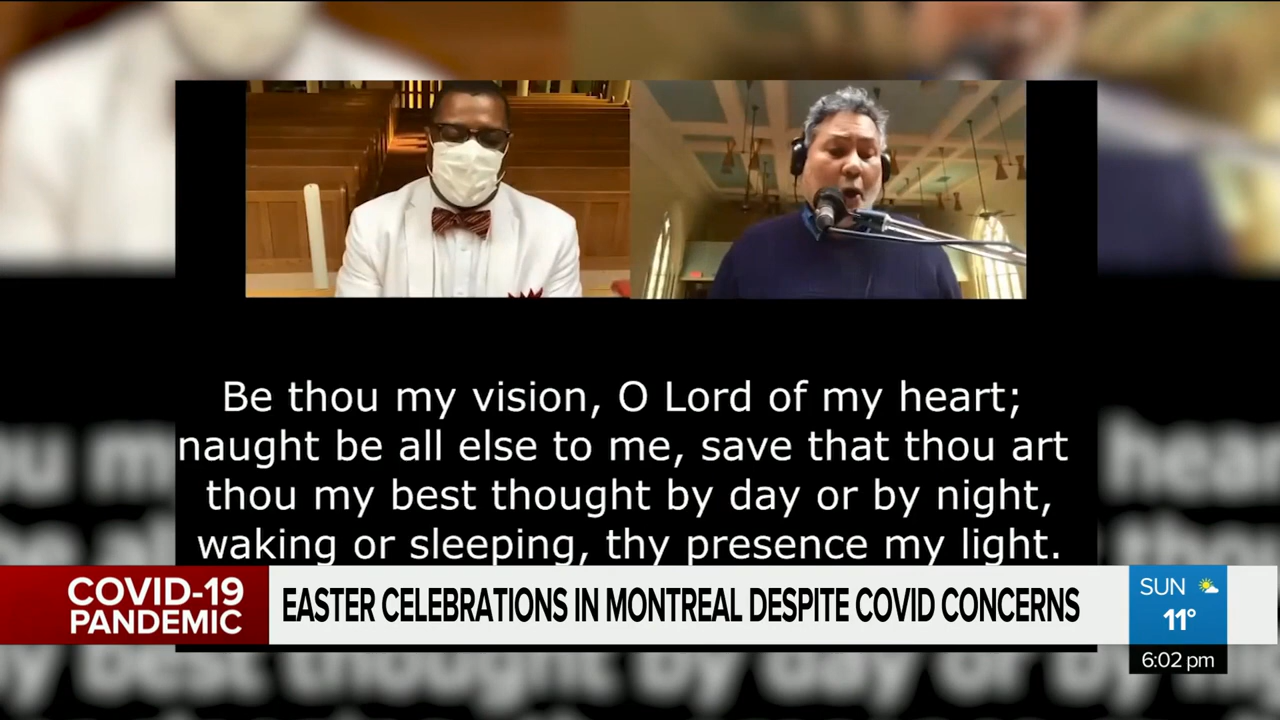 Be thou my vision, O Lord of my heart;
naught be all else to me, save that thou art
thou my best thought by day or by night,
waking or sleeping, thy presence my light.
COVID-19
PANDEMIC
EASTER CELEBRATIONS IN MONTREAL DESPITE COVID CONCERNS
SUN
11°
6:02 pm